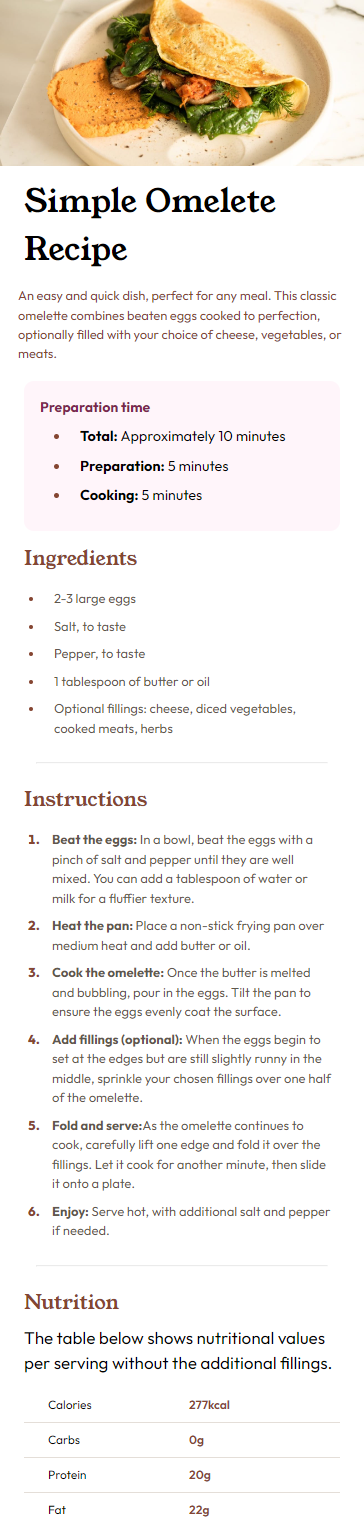 Simple Omelete
Recipe
An easy and quick dish, perfect for any meal. This classic
omelette combines beaten eggs cooked to perfection,
optionally filled with your choice of cheese, vegetables, or
meats.
Preparation time
• Total: Approximately 10 minutes
• Preparation: 5 minutes
• Cooking: 5 minutes
Ingredients
• 2-3 large eggs
• Salt, to taste
• Pepper, to taste
• 1 tablespoon of butter or oil
• Optional fillings: cheese, diced vegetables,
cooked meats, herbs
Instructions
1. Beat the eggs: In a bowl, beat the eggs with a
pinch of salt and pepper until they are well
mixed. You can add a tablespoon of water or
milk for a fluffier texture.
2. Heat the pan: Place a non-stick frying pan over
medium heat and add butter or oil.
3. Cook the omelette: Once the butter is melted
and bubbling, pour in the eggs. Tilt the pan to
ensure the eggs evenly coat the surface.
4. Add fillings (optional): When the eggs begin to
set at the edges but are still slightly runny in the
middle, sprinkle your chosen fillings over one half
of the omelette.
5. Fold and serve:As the omelette continues to
cook, carefully lift one edge and fold it over the
fillings. Let it cook for another minute, then slide
it onto a plate.
6. Enjoy: Serve hot, with additional salt and pepper
if needed.
Nutrition
The table below shows nutritional values
per serving without the additional fillings.
Calories 277kcal
Carbs 0g
Protein 20g
Fat 22g